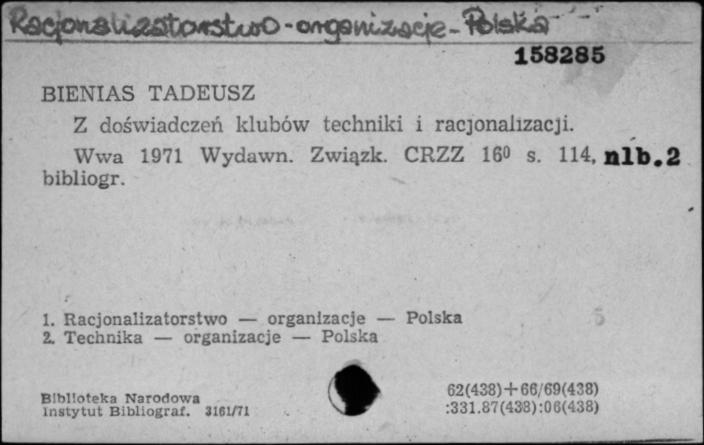 Racjonalizatorstwo - organizacje - Polska
158285
BIENIAS TADEUSZ
Z doświadczeń klubów techniki i racjonalizacji.
Wwa 1971 Wydawn. Związk. CRZZ 16⁰ s. 114, nlb.2
bibliogr.
1. Racjonalizatorstwo — organizacje — Polska
2. Technika — organizacje — Polska
Biblioteka Narodowa
Instytut Bibliograf. 3161/71
62(438)+66/69(438)
:331.87(438):06(438)